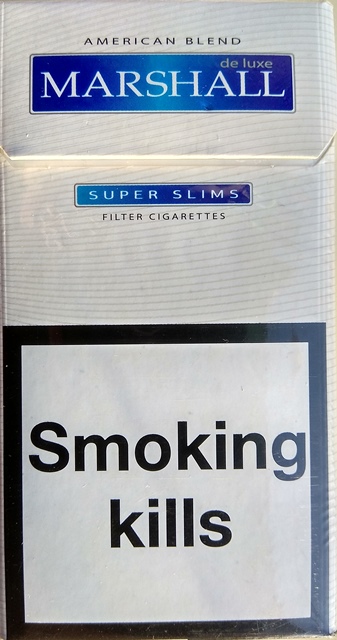 AMERICAN BLEND
de luxe
MARSHALL
SUPER SLIMS
FILTER CIGARETTES
Smoking
kills